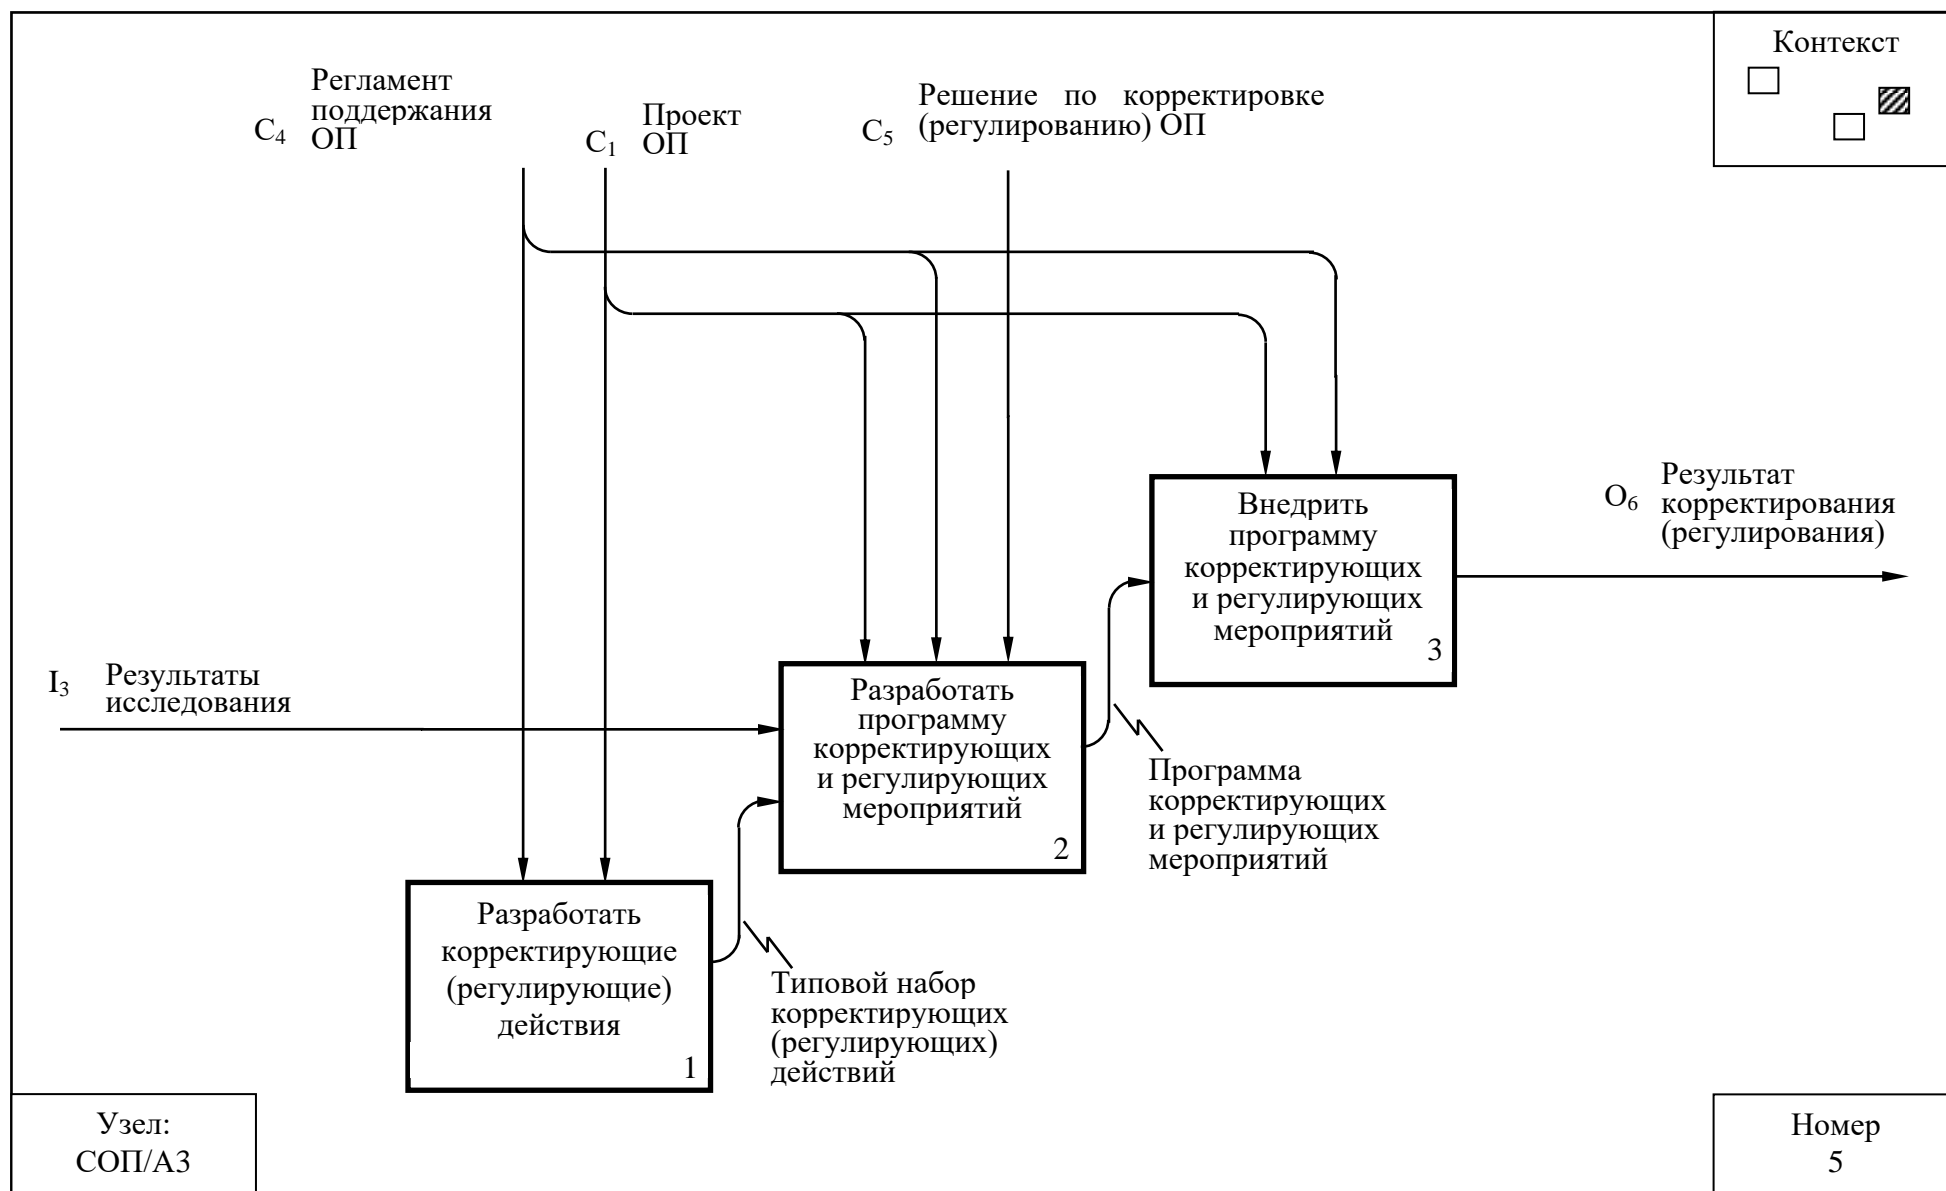 Контекст
C4
Регламент
поддержания
ОП
C1
Проект
ОП
C5
Решение по корректировке
(регулированию) ОП
Внедрить
программу
корректирующих
и регулирующих
мероприятий
3
O6
Результат
корректирования
(регулирования)
I3
Результаты
исследования
Разработать
программу
корректирующих
и регулирующих
мероприятий
2
Программа
корректирующих
и регулирующих
мероприятий
Разработать
корректирующие
(регулирующие)
действия
1
Типовой набор
корректирующих
(регулирующих)
действий
Узел:
СОП/А3
Номер
5